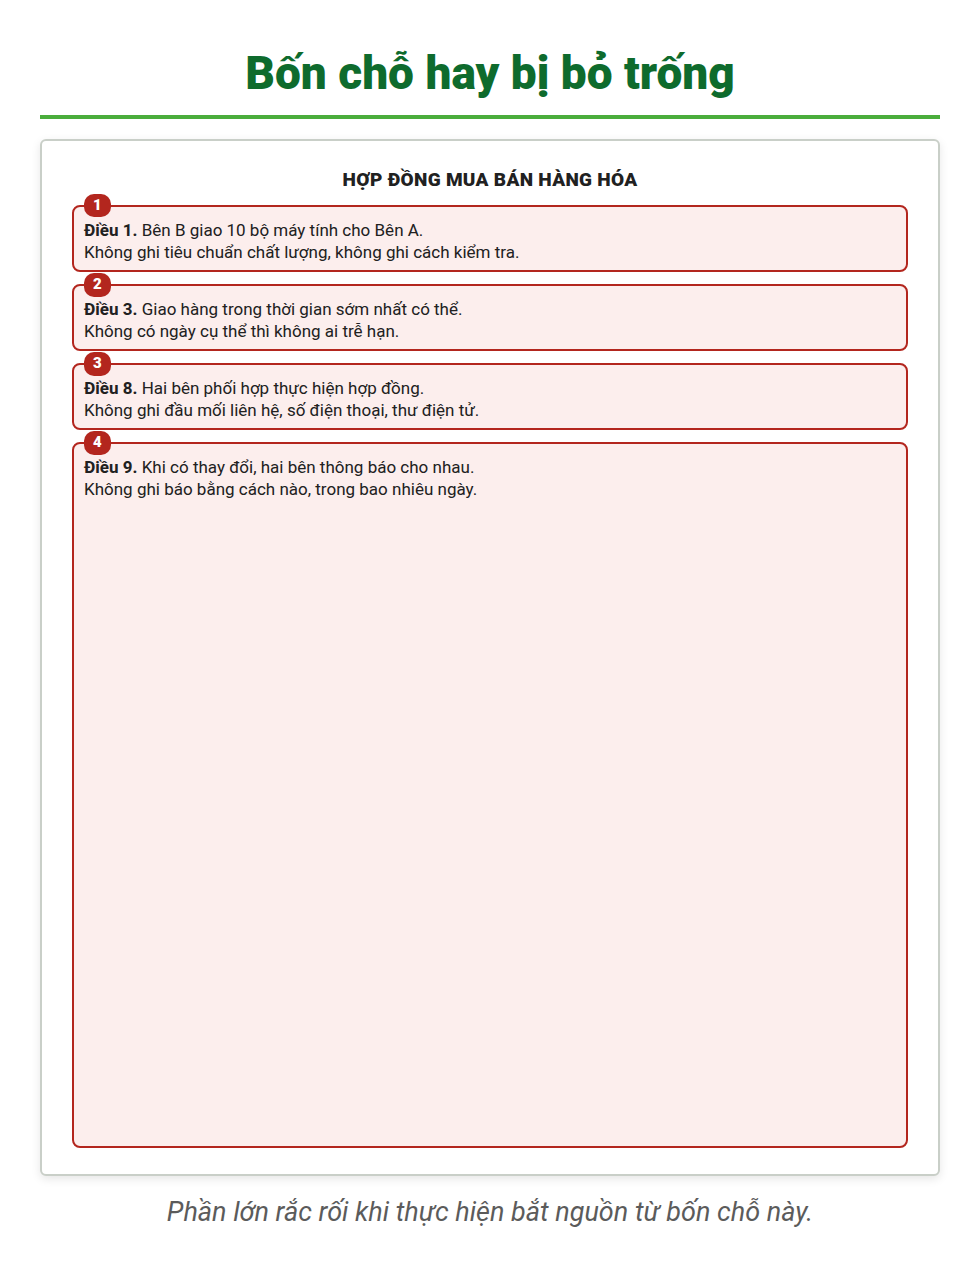 Bốn chỗ hay bị bỏ trống
HỢP ĐỒNG MUA BÁN HÀNG HÓA
1
Điều 1. Bên B giao 10 bộ máy tính cho Bên A.
Không ghi tiêu chuẩn chất lượng, không ghi cách kiểm tra.
2
Điều 3. Giao hàng trong thời gian sớm nhất có thể.
Không có ngày cụ thể thì không ai trễ hạn.
3
Điều 8. Hai bên phối hợp thực hiện hợp đồng.
Không ghi đầu mối liên hệ, số điện thoại, thư điện tử.
4
Điều 9. Khi có thay đổi, hai bên thông báo cho nhau.
Không ghi báo bằng cách nào, trong bao nhiêu ngày.
Phần lớn rắc rối khi thực hiện bắt nguồn từ bốn chỗ này.